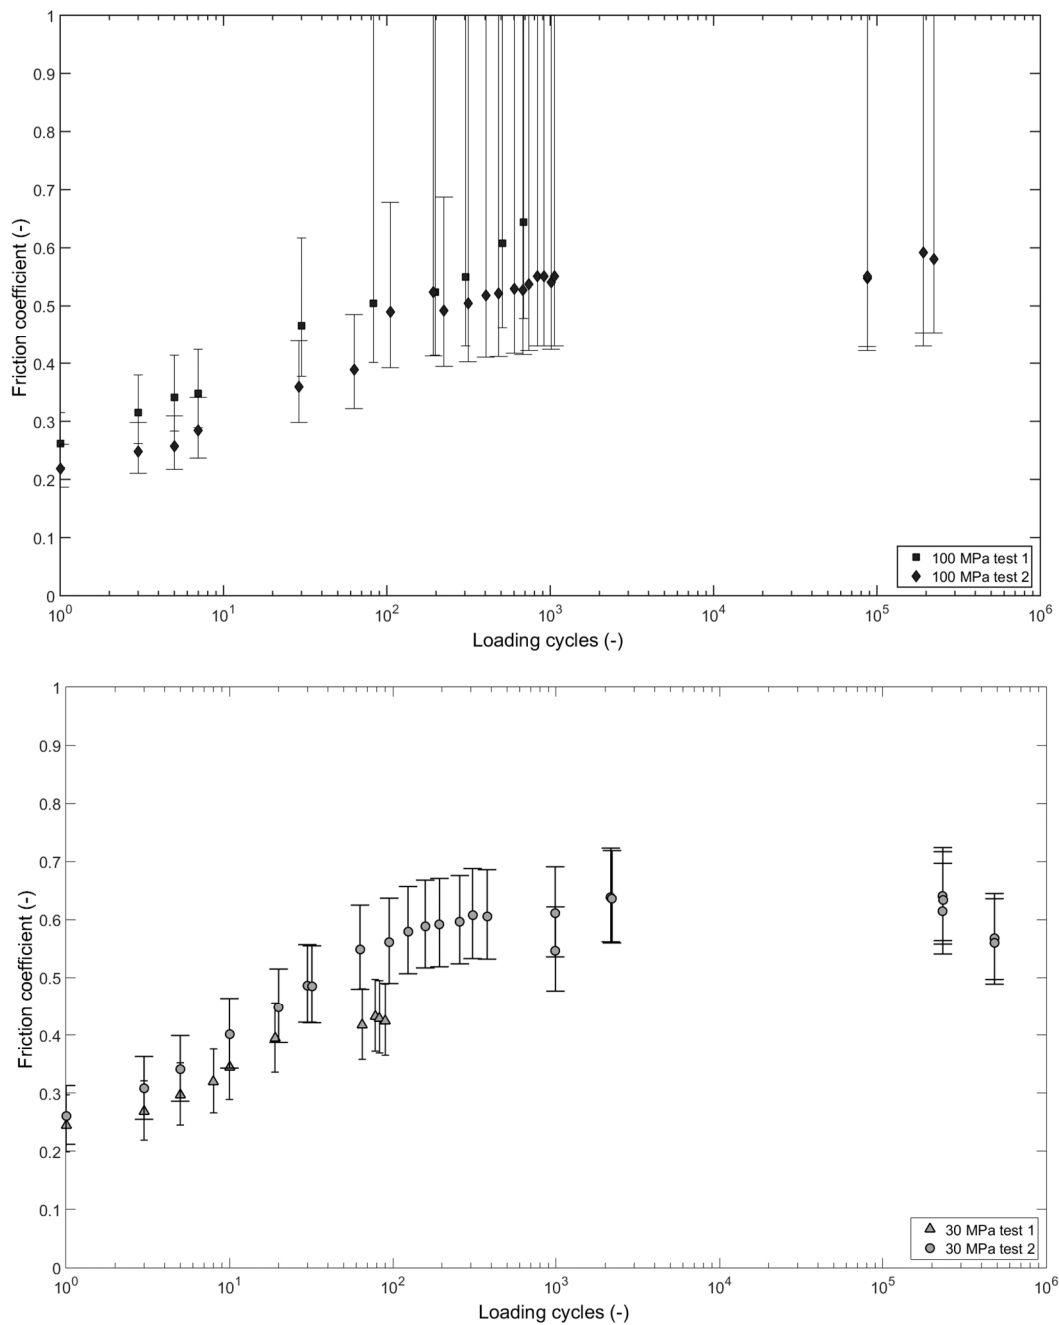 1
0.9
0.8
0.7
0.6
0.5
0.4
0.3
0.2
0.1
0
Friction coefficient (-)
100 MPa test 1
100 MPa test 2
10^0 10^1 10^2 10^3 10^4 10^5 10^6
Loading cycles (-)
1
0.9
0.8
0.7
0.6
0.5
0.4
0.3
0.2
0.1
0
Friction coefficient (-)
30 MPa test 1
30 MPa test 2
10^0 10^1 10^2 10^3 10^4 10^5 10^6
Loading cycles (-)